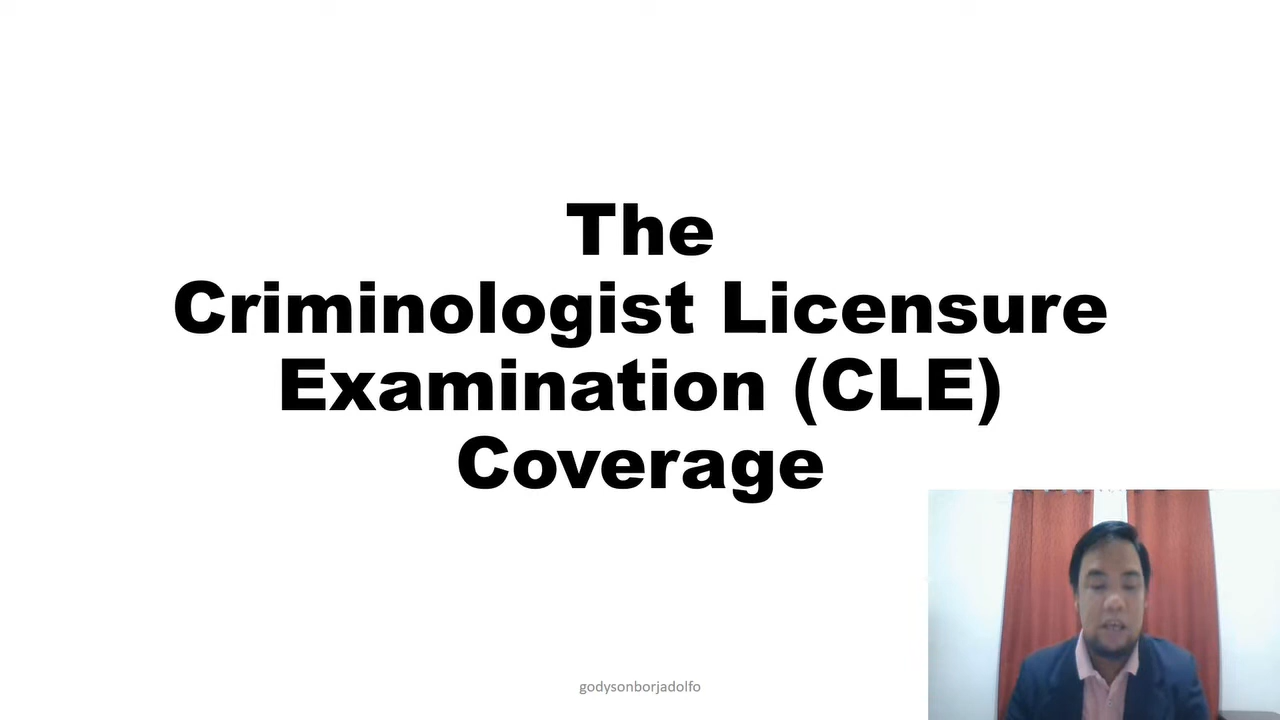 The
Criminologist Licensure
Examination (CLE)
Coverage
godysonborjadolfo